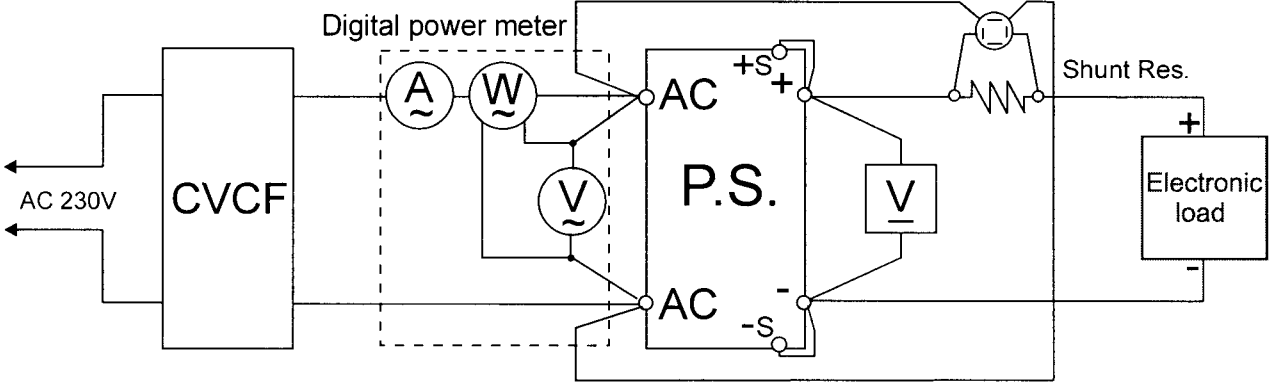 Digital power meter
AC 230V
CVCF
A
~
W
~
V
~
AC
AC
P.S.
+S
+
-
-S
V
Shunt Res.
+
Electronic
load
-